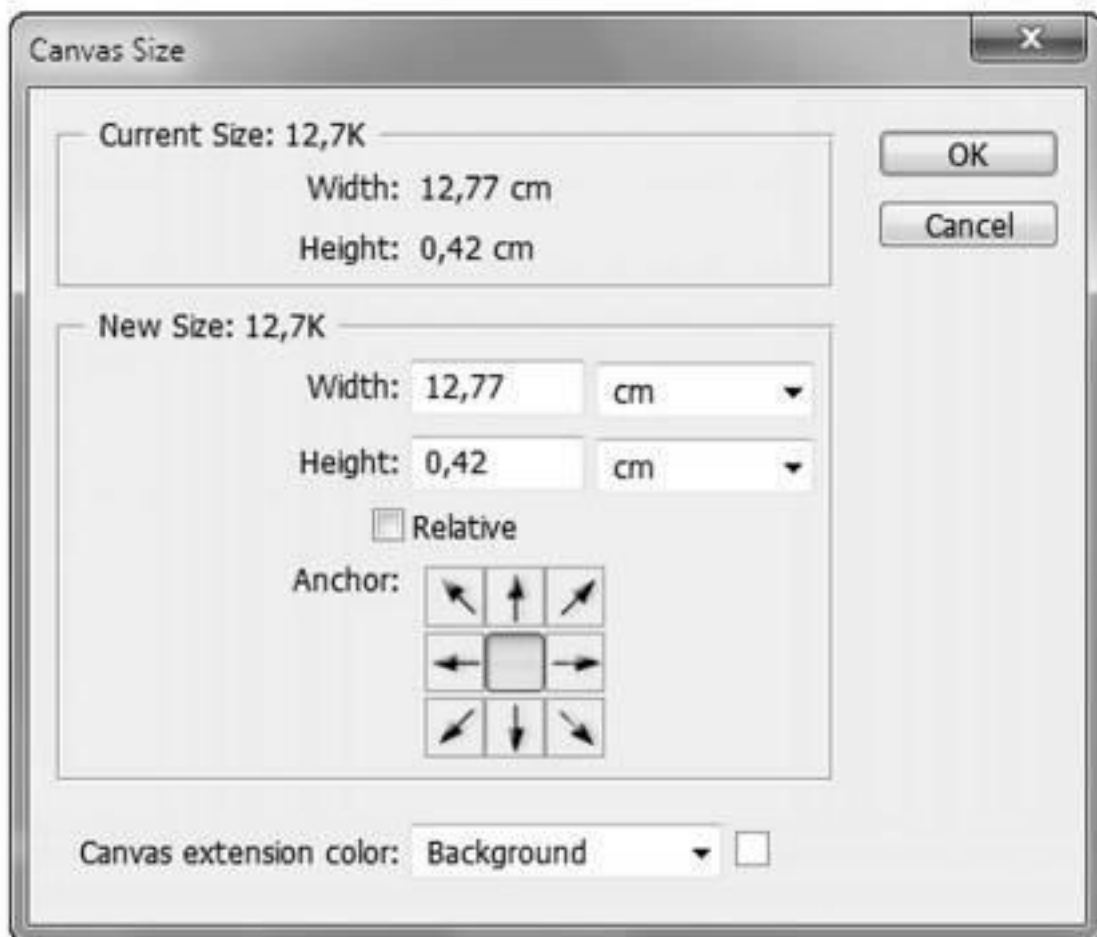 Canvas Size
Current Size: 12,7K
Width: 12,77 cm
Height: 0,42 cm
OK
Cancel
New Size: 12,7K
Width: 12,77 cm
Height: 0,42 cm
Relative
Anchor:
Canvas extension color: Background